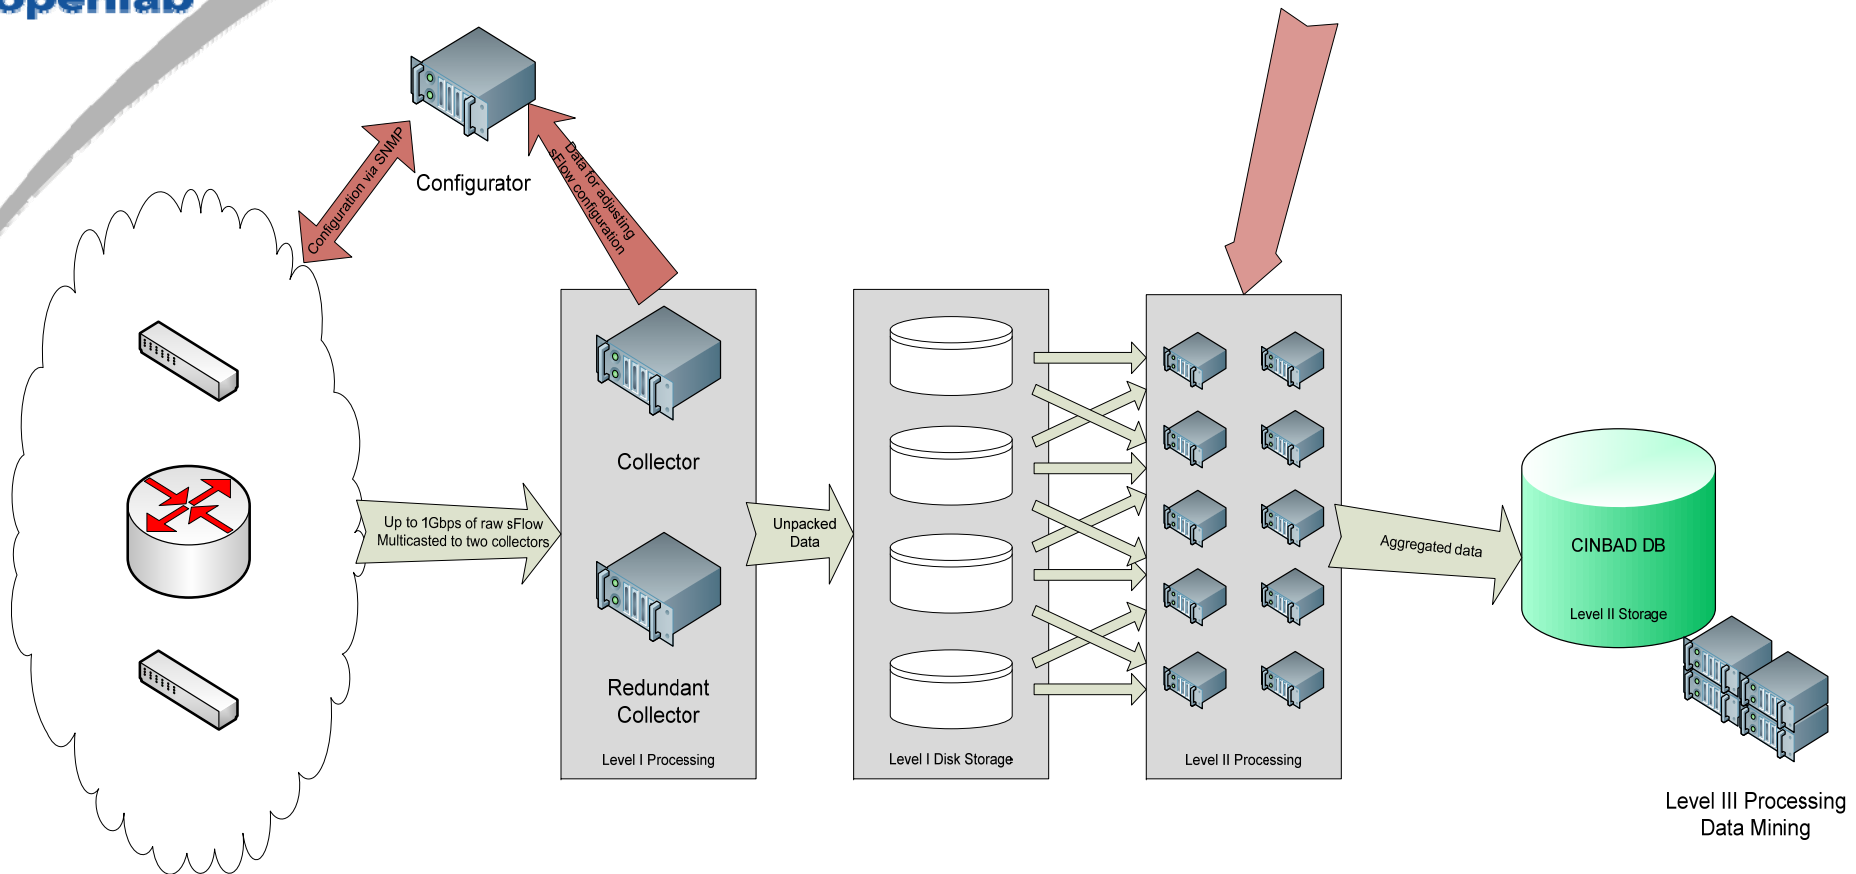 openlab
Configuration via SNMP
Configurator
Data for adjusting
sFlow configuration
Up to 1Gbps of raw sFlow
Multicasted to two collectors
Collector
Redundant
Collector
Level I Processing
Unpacked
Data
Level I Disk Storage
Level II Processing
Aggregated data
CINBAD DB
Level II Storage
Level III Processing
Data Mining